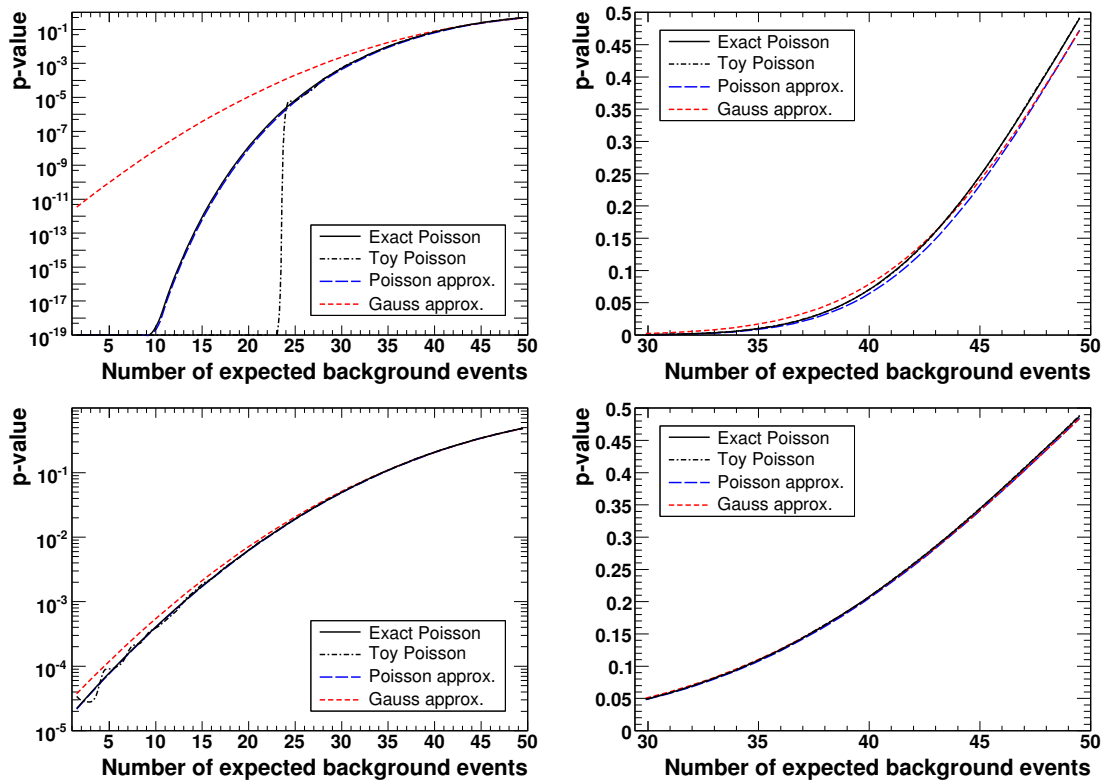 p-value
10^-1
10^-3
10^-5
10^-7
10^-9
10^-11
10^-13
10^-15
10^-17
10^-19
Exact Poisson
Toy Poisson
Poisson approx.
Gauss approx.
5 10 15 20 25 30 35 40 45 50
Number of expected background events
p-value
0.5
0.45
0.4
0.35
0.3
0.25
0.2
0.15
0.1
0.05
0
Exact Poisson
Toy Poisson
Poisson approx.
Gauss approx.
30 35 40 45 50
Number of expected background events
p-value
10^-1
10^-2
10^-3
10^-4
10^-5
Exact Poisson
Toy Poisson
Poisson approx.
Gauss approx.
5 10 15 20 25 30 35 40 45 50
Number of expected background events
p-value
0.5
0.45
0.4
0.35
0.3
0.25
0.2
0.15
0.1
0.05
0
Exact Poisson
Toy Poisson
Poisson approx.
Gauss approx.
30 35 40 45 50
Number of expected background events